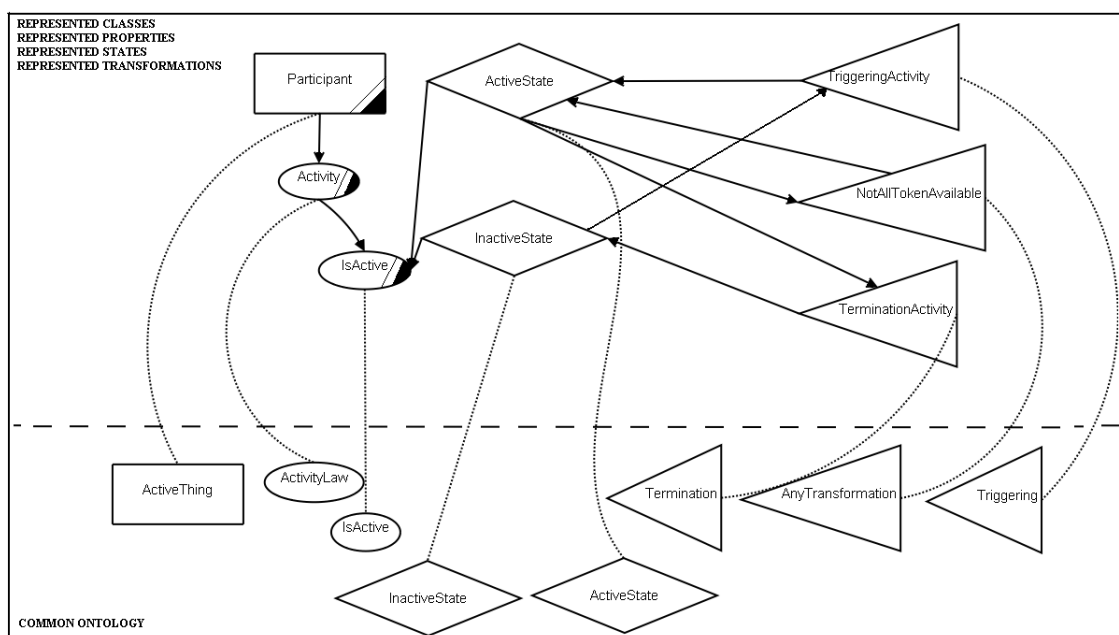 REPRESENTED CLASSES
REPRESENTED PROPERTIES
REPRESENTED STATES
REPRESENTED TRANSFORMATIONS
Participant
ActiveState
TriggeringActivity
Activity
NotAllTokenAvailable
InactiveState
IsActive
TerminationActivity
ActiveThing
ActivityLaw
IsActive
Termination
AnyTransformation
Triggering
InactiveState
ActiveState
COMMON ONTOLOGY